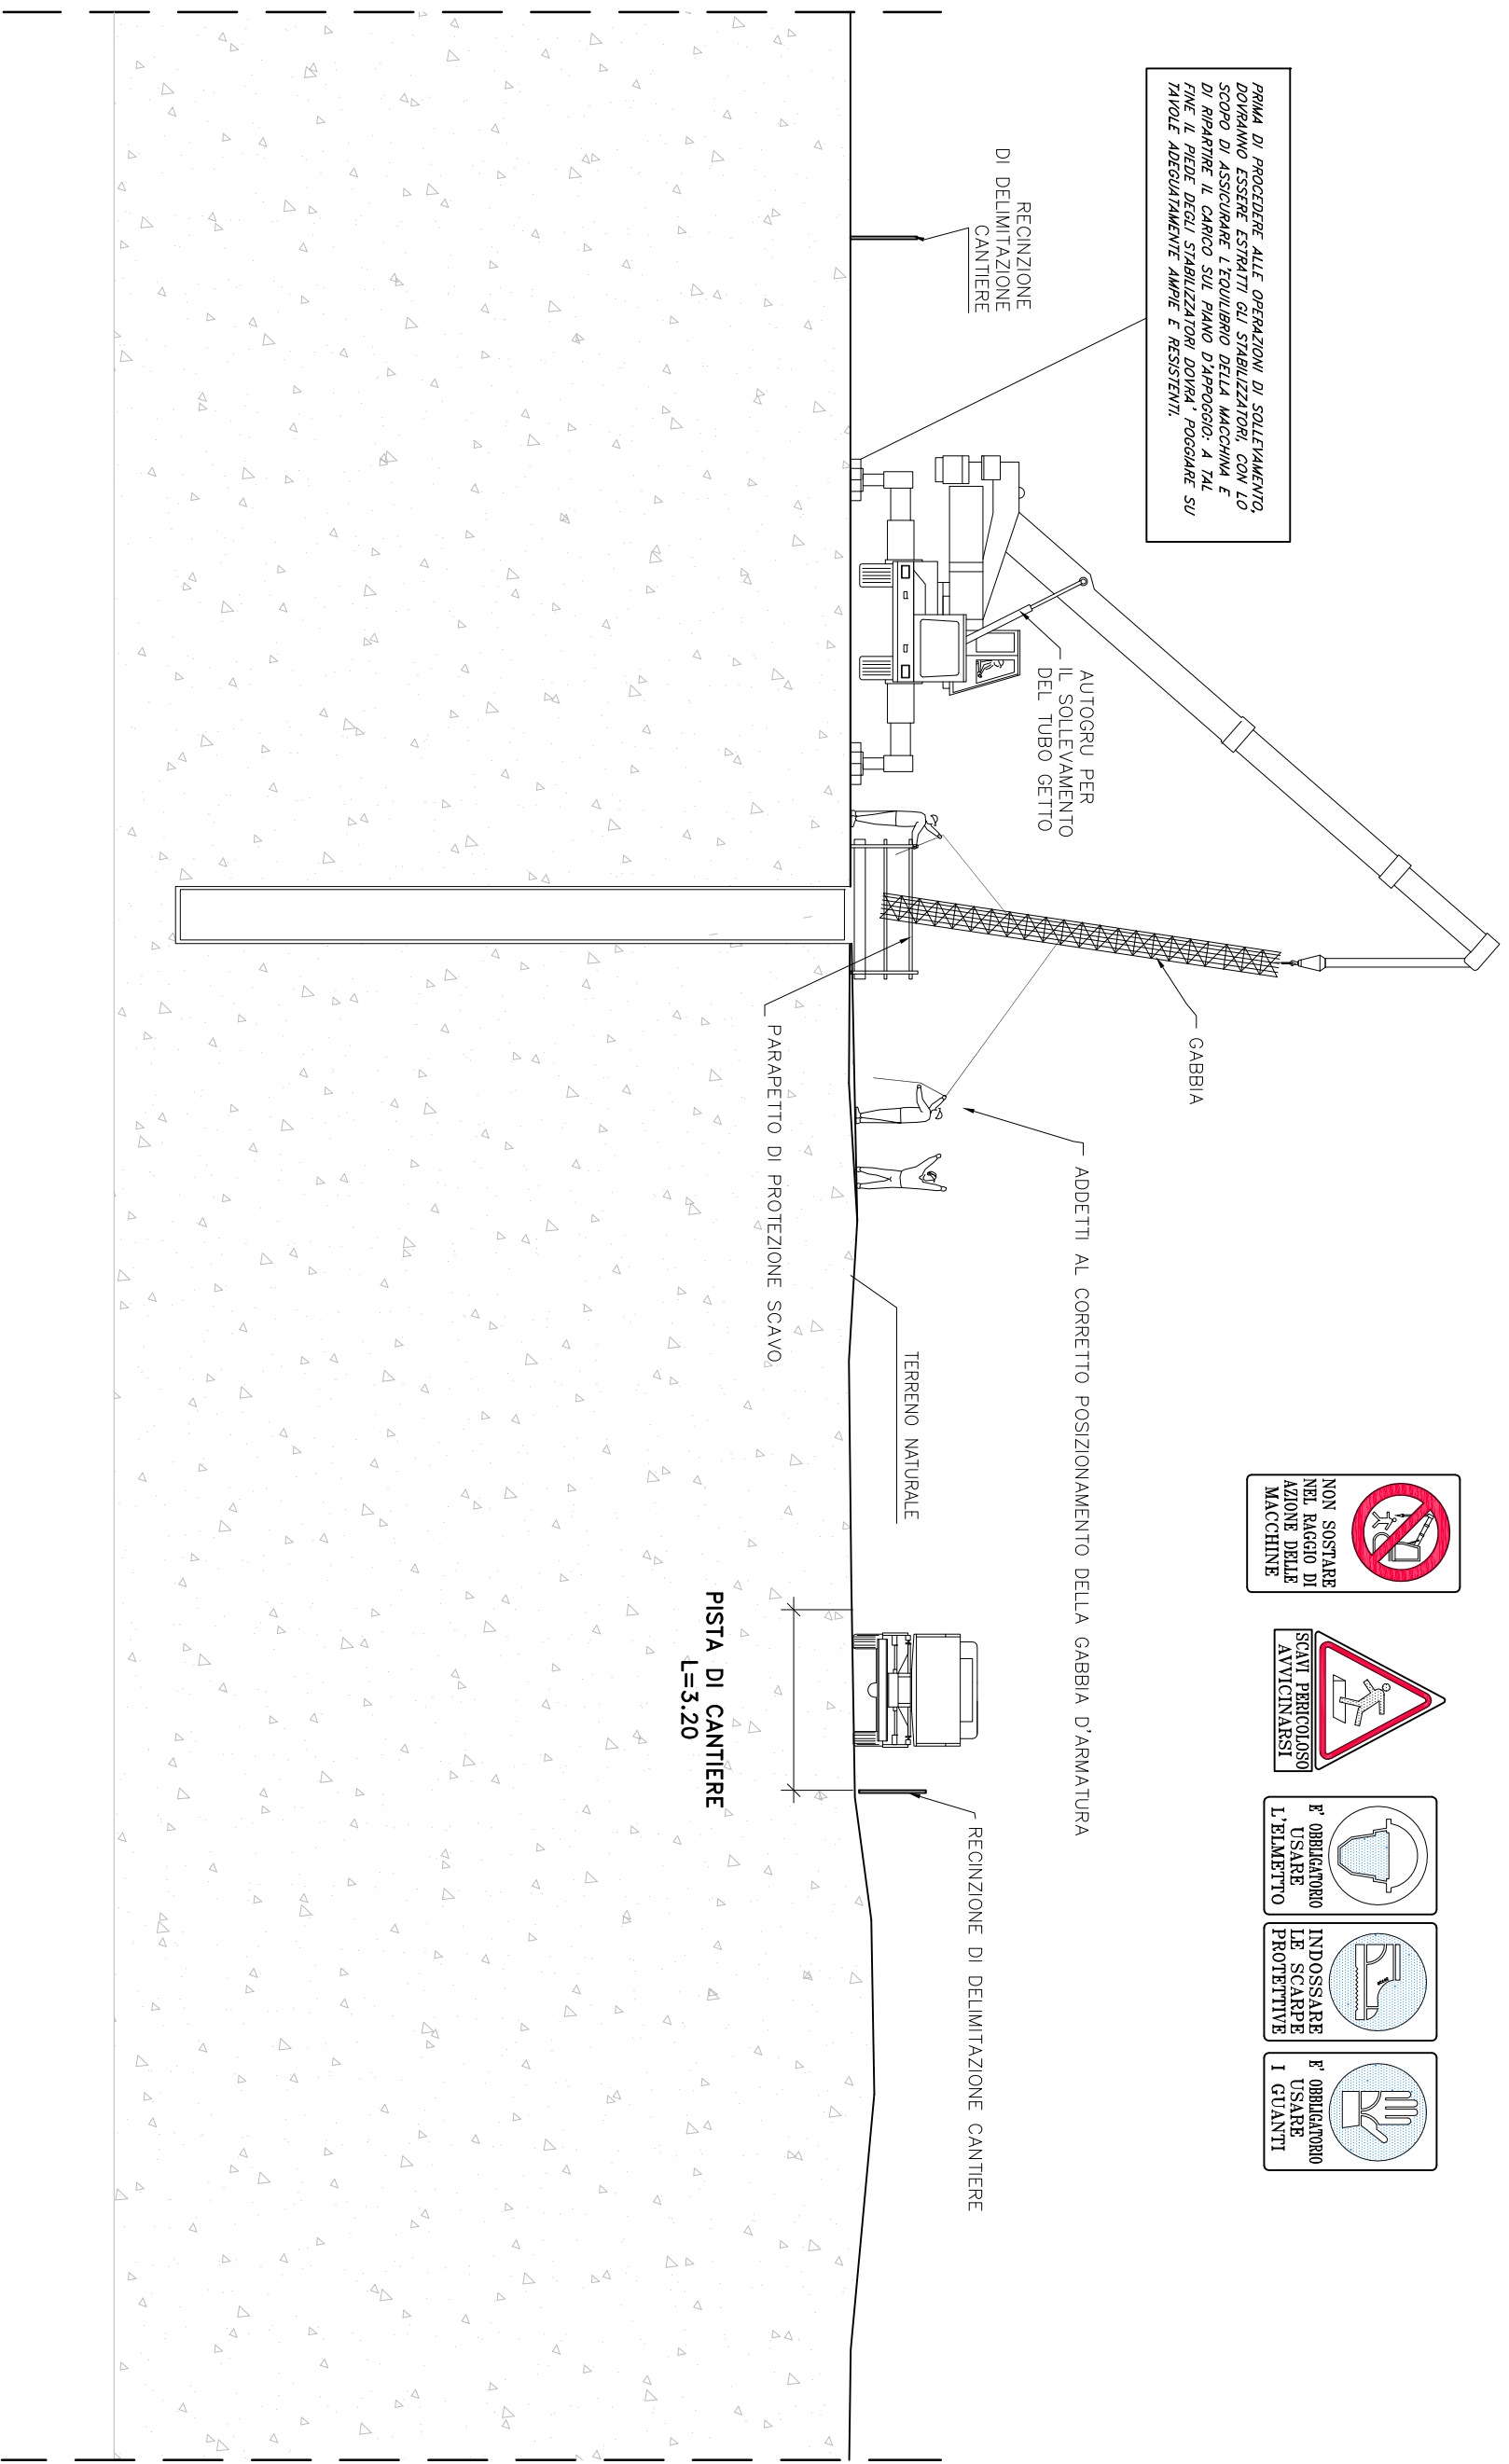 PRIMA DI PROCEDERE ALLE OPERAZIONI DI SOLLEVAMENTO,
DOVRANNO ESSERE ESTRATTI GLI STABILIZZATORI, CON LO
SCOPO DI ASSICURARE L'EQUILIBRIO DELLA MACCHINA E
DI RIPARTIRE IL CARICO SUL PIANO D'APPOGGIO: A TAL
FINE IL PIEDE DEGLI STABILIZZATORI DOVRA' POGGIARE SU
TAVOLE ADEGUATAMENTE AMPIE E RESISTENTI.
RECINZIONE
DI DELIMITAZIONE
CANTIERE
AUTOGRU PER
IL SOLLEVAMENTO
DEL TUBO GETTO
GABBIA
PARAPETTO DI PROTEZIONE SCAVO
ADDETTI AL CORRETTO POSIZIONAMENTO DELLA GABBIA D'ARMATURA
TERRENO NATURALE
PISTA DI CANTIERE
L=3.20
RECINZIONE DI DELIMITAZIONE CANTIERE
NON SOSTARE
NEL RAGGIO DI
AZIONE DELLE
MACCHINE
SCAVI PERICOLOSO
AVVICINARSI
E' OBBLIGATORIO
USARE
L'ELMETTO
INDOSSARE
LE SCARPE
PROTETTIVE
E' OBBLIGATORIO
USARE
I GUANTI